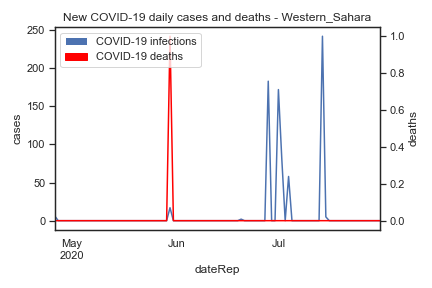 New COVID-19 daily cases and deaths - Western_Sahara
COVID-19 infections
COVID-19 deaths
250
200
150
100
50
0
cases
1.0
0.8
0.6
0.4
0.2
0.0
deaths
May
2020
Jun
Jul
dateRep